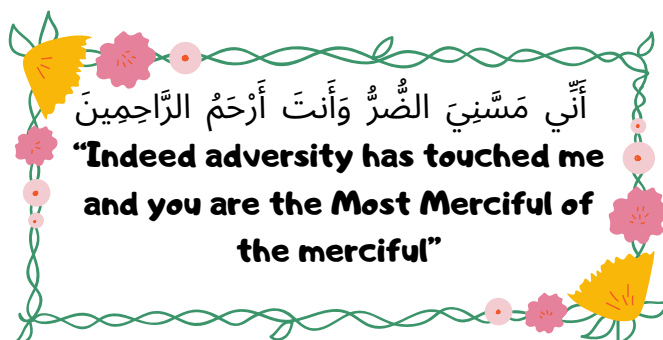 أَنِّي مَسَّنِيَ الضُّرُّ وَأَنتَ أَرْحَمُ الرَّاحِمِينَ
“Indeed adversity has touched me
and you are the Most Merciful of
the merciful”